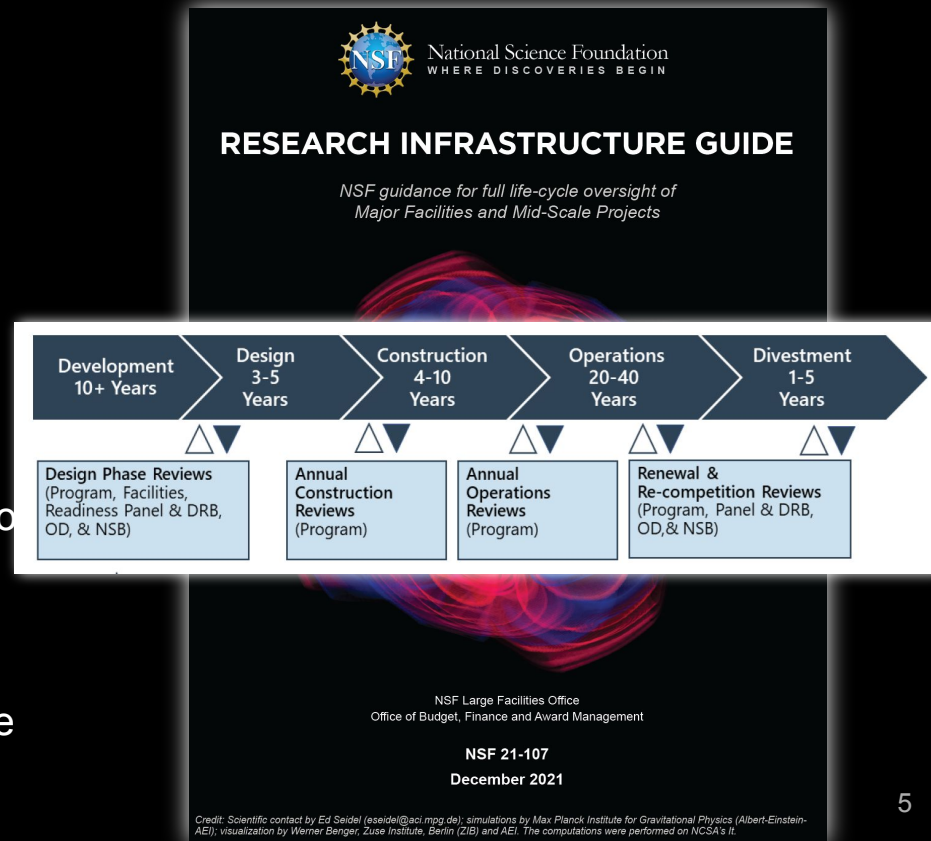 NSF
National Science Foundation
WHERE DISCOVERIES BEGIN
RESEARCH INFRASTRUCTURE GUIDE
NSF guidance for full life-cycle oversight of
Major Facilities and Mid-Scale Projects
Development
10+ Years
Design
3-5
Years
Construction
4-10
Years
Operations
20-40
Years
Divestment
1-5
Years
Design Phase Reviews
(Program, Facilities,
Readiness Panel & DRB,
OD, & NSB)
Annual
Construction
Reviews
(Program)
Annual
Operations
Reviews
(Program)
Renewal &
Re-competition Reviews
(Program, Panel & DRB,
OD,& NSB)
o
e
NSF Large Facilities Office
Office of Budget, Finance and Award Management
NSF 21-107
December 2021
5
Credit: Scientific contact by Ed Seidel (eseidel@aci.mpg.de); simulations by Max Planck Institute for Gravitational Physics (Albert-Einstein-
AEI); visualization by Werner Benger, Zuse Institute, Berlin (ZIB) and AEI. The computations were performed on NCSA's It.